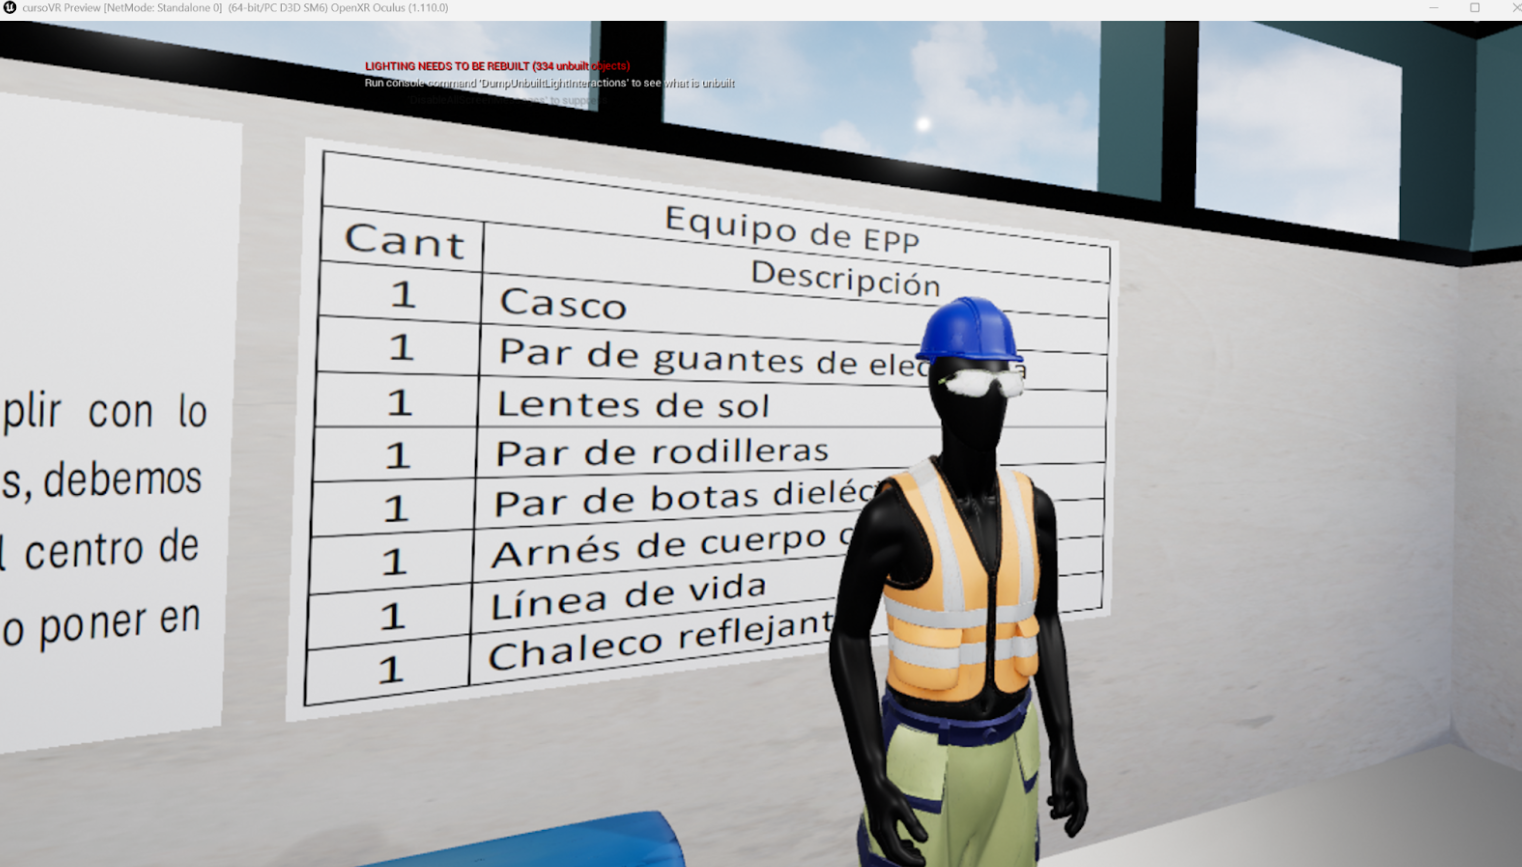 cursoVR Preview [NetMode: Standalone 0] (64-bit/PC D3D SM6) OpenXR Oculus (1.110.0)
LIGHTING NEEDS TO BE REBUILT (334 unbuilt objects)
Run console command 'DumpUnbuiltLightInteractions' to see what is unbuilt
to suppress
plir con lo
s, debemos
l centro de
o poner en
Equipo de EPP
Cant Descripción
1 Casco
1 Par de guantes de elec a
1 Lentes de sol
1 Par de rodilleras
1 Par de botas dieléc
1 Arnés de cuerpo c
1 Línea de vida
1 Chaleco reflejant